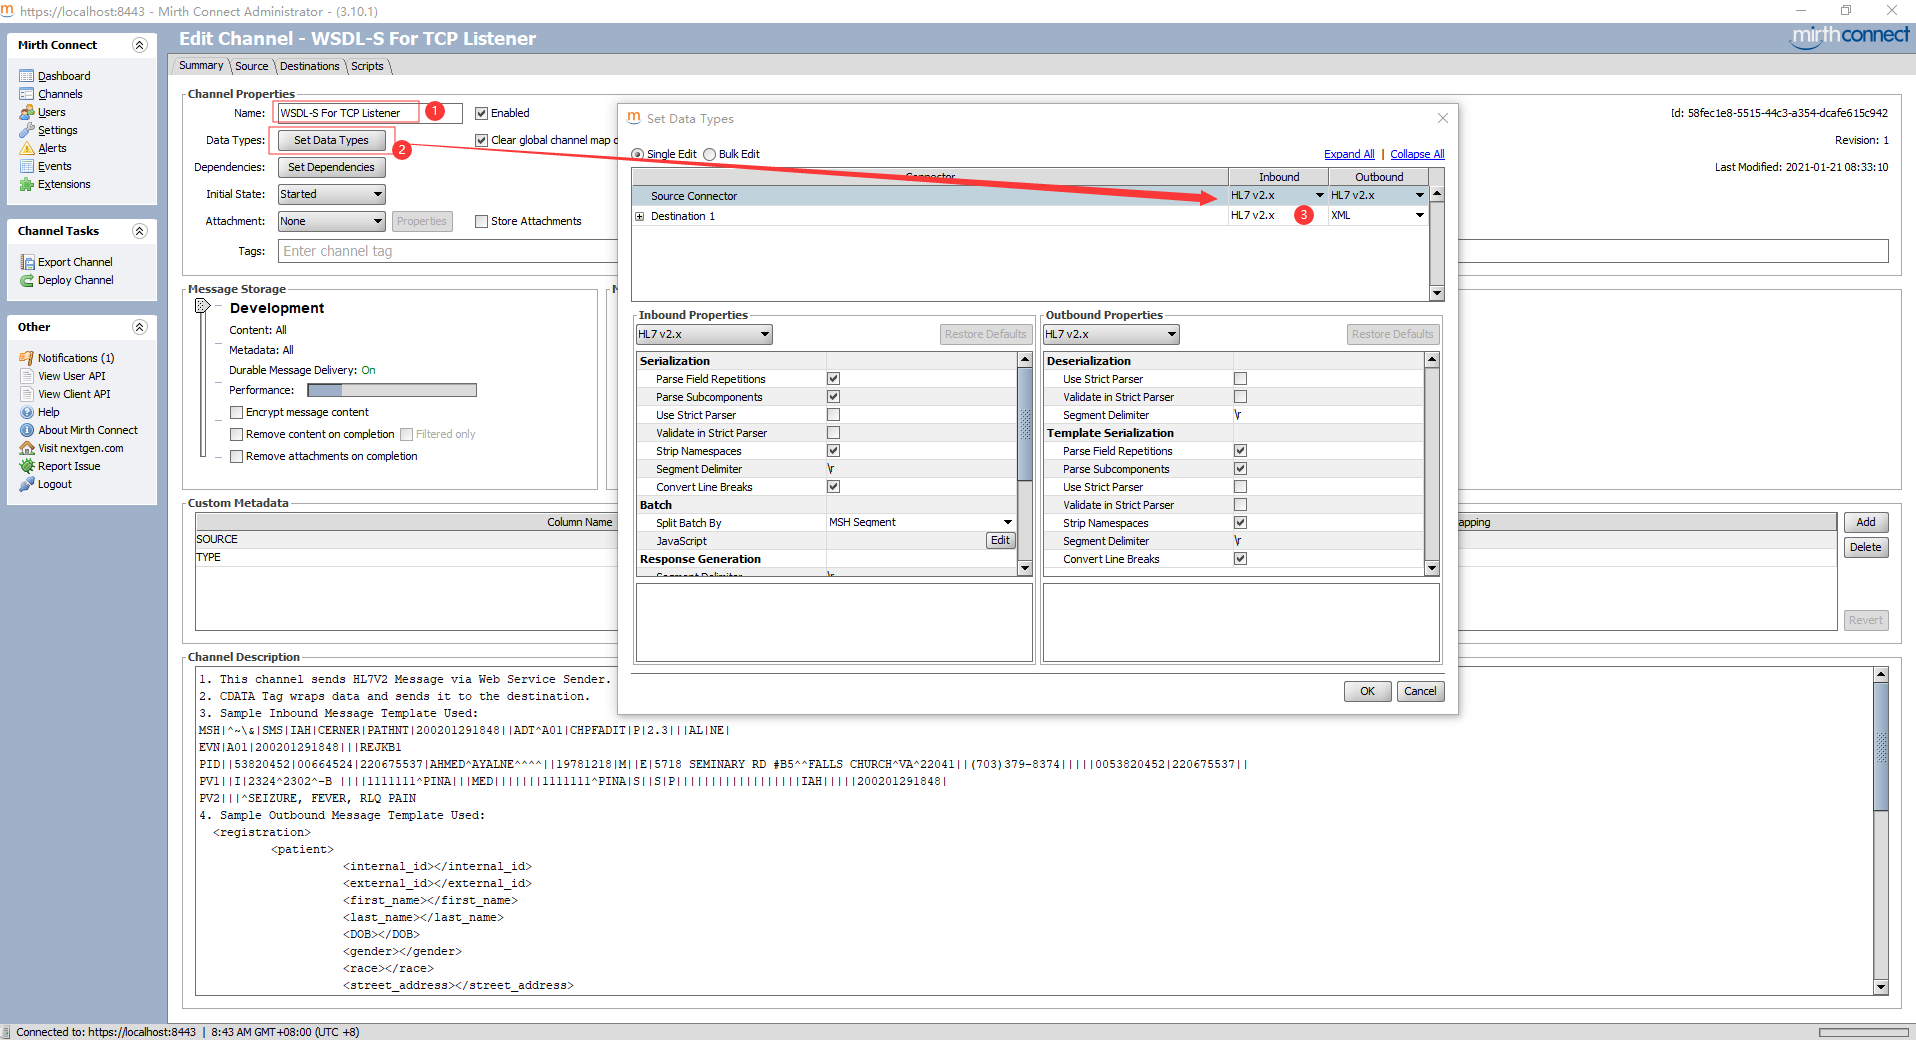 https://localhost:8443 - Mirth Connect Administrator - (3.10.1)
Mirth Connect
Dashboard
Channels
Users
Settings
Alerts
Events
Extensions
Channel Tasks
Export Channel
Deploy Channel
Other
Notifications (1)
View User API
View Client API
Help
About Mirth Connect
Visit nextgen.com
Report Issue
Logout
Edit Channel - WSDL-S For TCP Listener
mirthconnect
Summary Source Destinations Scripts
Channel Properties
Name: WSDL-S For TCP Listener 1 Enabled
Data Types: Set Data Types 2 Clear global channel map
Dependencies: Set Dependencies
Initial State: Started
Attachment: None Properties Store Attachments
Tags: Enter channel tag
Id: 58fec1e8-5515-44c3-a354-dcafe615c942
Revision: 1
Last Modified: 2021-01-21 08:33:10
Message Storage
Development
Content: All
Metadata: All
Durable Message Delivery: On
Performance:
Encrypt message content
Remove content on completion Filtered only
Remove attachments on completion
Custom Metadata
Column Name
SOURCE
TYPE
Add
Delete
Revert
Set Data Types
Single Edit Bulk Edit
Expand All | Collapse All
Connector Inbound Outbound
Source Connector HL7 v2.x HL7 v2.x
Destination 1 HL7 v2.x 3 XML
Inbound Properties
HL7 v2.x Restore Defaults
Serialization
Parse Field Repetitions
Parse Subcomponents
Use Strict Parser
Validate in Strict Parser
Strip Namespaces
Segment Delimiter \r
Convert Line Breaks
Batch
Split Batch By MSH Segment
JavaScript Edit
Response Generation
Segment Delimiter \r
Outbound Properties
HL7 v2.x Restore Defaults
Deserialization
Use Strict Parser
Validate in Strict Parser
Segment Delimiter \r
Template Serialization
Parse Field Repetitions
Parse Subcomponents
Use Strict Parser
Validate in Strict Parser
Strip Namespaces
Segment Delimiter \r
Convert Line Breaks
OK Cancel
Channel Description
1. This channel sends HL7V2 Message via Web Service Sender.
2. CDATA Tag wraps data and sends it to the destination.
3. Sample Inbound Message Template Used:
MSH|^~\&|SMS|IAH|CERNER|PATHNT|200201291848||ADT^A01|CHPFADIT|P|2.3|||AL|NE|
EVN|A01|200201291848|||REJKB1
PID||53820452|00664524|220675537|AHMED^AYALNE^^^^||19781218|M||E|5718 SEMINARY RD #B5^^FALLS CHURCH^VA^22041||(703)379-8374|||||0053820452|220675537||
PV1||I|2324^2302^-B ||||1111111^PINA|||MED|||||||1111111^PINA|S||S|P||||||||||||||||||IAH|||||200201291848|
PV2|||^SEIZURE, FEVER, RLQ PAIN
4. Sample Outbound Message Template Used:
<registration>
<patient>
<internal_id></internal_id>
<external_id></external_id>
<first_name></first_name>
<last_name></last_name>
<DOB></DOB>
<gender></gender>
<race></race>
<street_address></street_address>
Connected to: https://localhost:8443 | 8:43 AM GMT+08:00 (UTC +8)